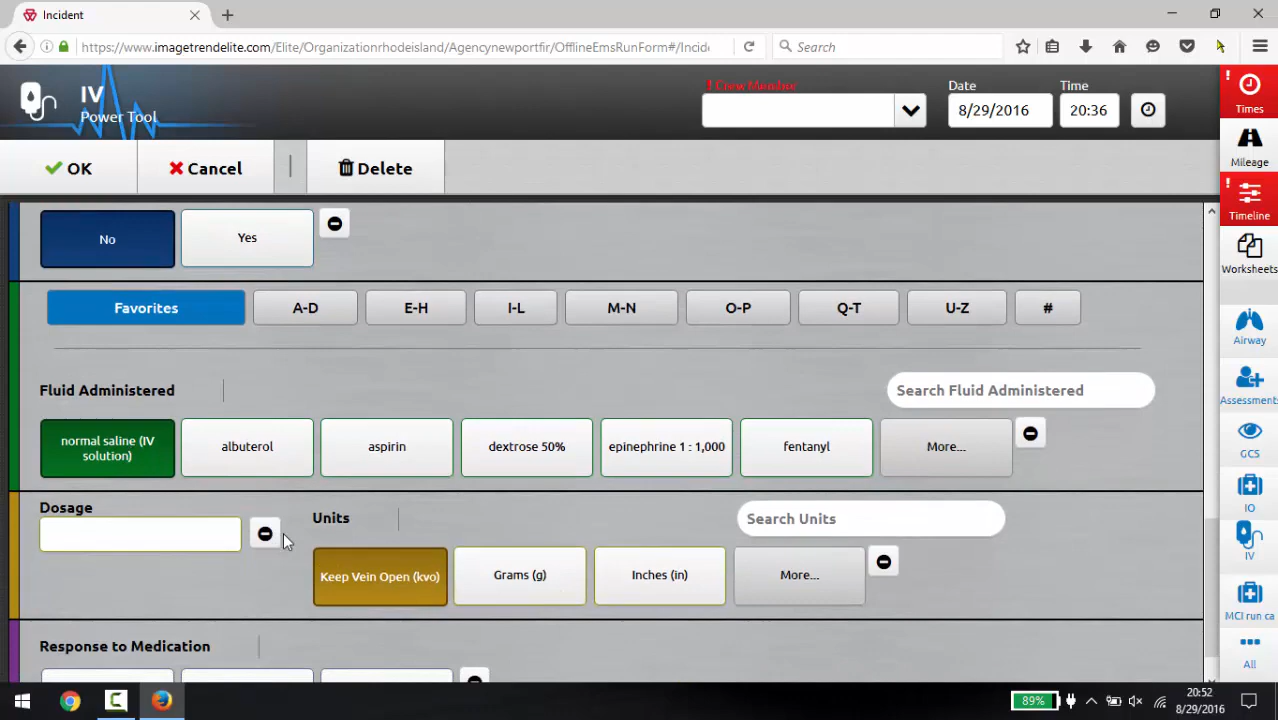 Incident
https://www.imagetrendelite.com/Elite/Organizationrhodeisland/Agencynewportfir/OfflineEmsRunForm#/Incide
Search
IV
Power Tool
! Crew Member
Date
8/29/2016
Time
20:36
OK
Cancel
Delete
!
Times
Mileage
!
Timeline
Worksheets
Airway
Assessments
GCS
IO
IV
MCI run ca
All
No
Yes
Favorites
A-D
E-H
I-L
M-N
O-P
Q-T
U-Z
#
Fluid Administered
Search Fluid Administered
normal saline (IV
solution)
albuterol
aspirin
dextrose 50%
epinephrine 1 : 1,000
fentanyl
More...
Dosage
Units
Search Units
Keep Vein Open (kvo)
Grams (g)
Inches (in)
More...
Response to Medication
89%
20:52
8/29/2016